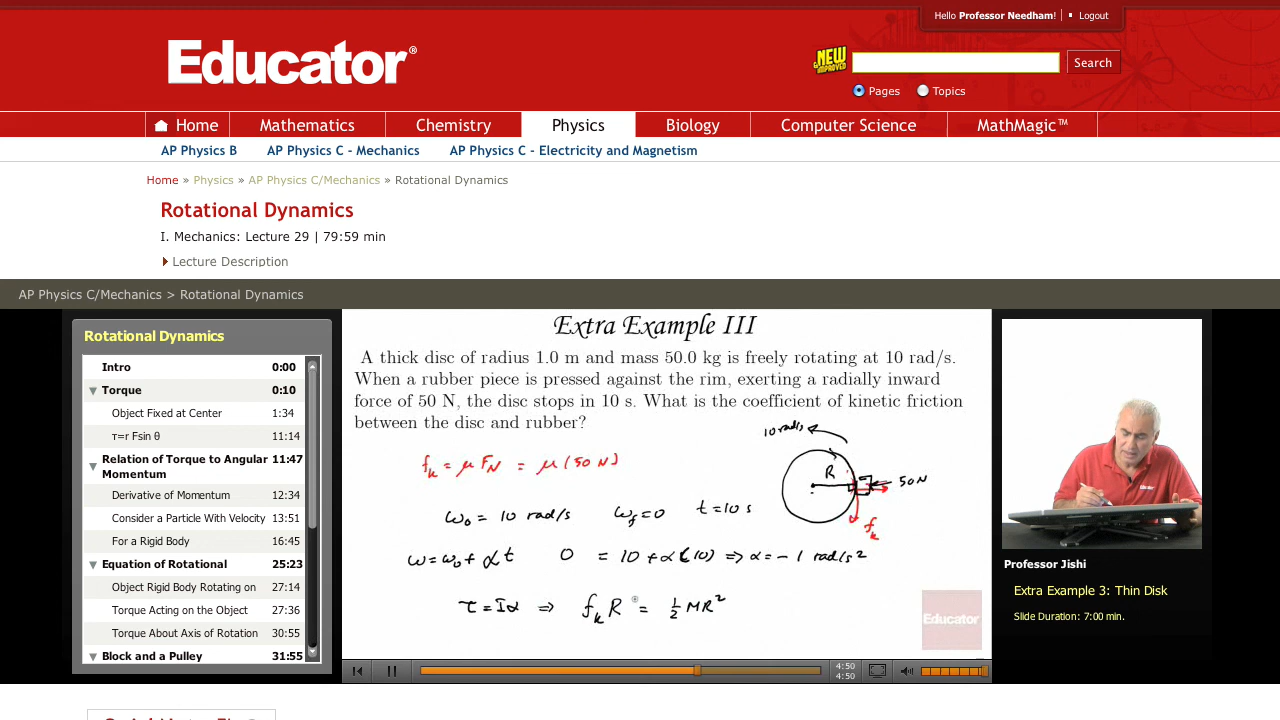 Hello Professor Needham! Logout
Educator®
NEW
& IMPROVED
Search
Pages Topics
Home Mathematics Chemistry Physics Biology Computer Science MathMagic™
AP Physics B AP Physics C - Mechanics AP Physics C - Electricity and Magnetism
Home » Physics » AP Physics C/Mechanics » Rotational Dynamics
Rotational Dynamics
I. Mechanics: Lecture 29 | 79:59 min
Lecture Description
AP Physics C/Mechanics > Rotational Dynamics
Rotational Dynamics
Intro 0:00
Torque 0:10
Object Fixed at Center 1:34
τ=r Fsin θ 11:14
Relation of Torque to Angular Momentum 11:47
Derivative of Momentum 12:34
Consider a Particle With Velocity 13:51
For a Rigid Body 16:45
Equation of Rotational 25:23
Object Rigid Body Rotating on 27:14
Torque Acting on the Object 27:36
Torque About Axis of Rotation 30:55
Block and a Pulley 31:55
Extra Example III
A thick disc of radius 1.0 m and mass 50.0 kg is freely rotating at 10 rad/s.
When a rubber piece is pressed against the rim, exerting a radially inward
force of 50 N, the disc stops in 10 s. What is the coefficient of kinetic friction
between the disc and rubber?
10 rad/s
f_k = μ F_N = μ (50 N)
R
50 N
f_k
ω₀ = 10 rad/s ω_f = 0 t = 10 s
ω = ω₀ + α t 0 = 10 + α (10) ⇒ α = - 1 rad/s²
τ = Iα ⇒ f_k R = ½ MR²
Educator
4:50
4:50
Professor Jishi
Extra Example 3: Thin Disk
Slide Duration: 7:00 min.